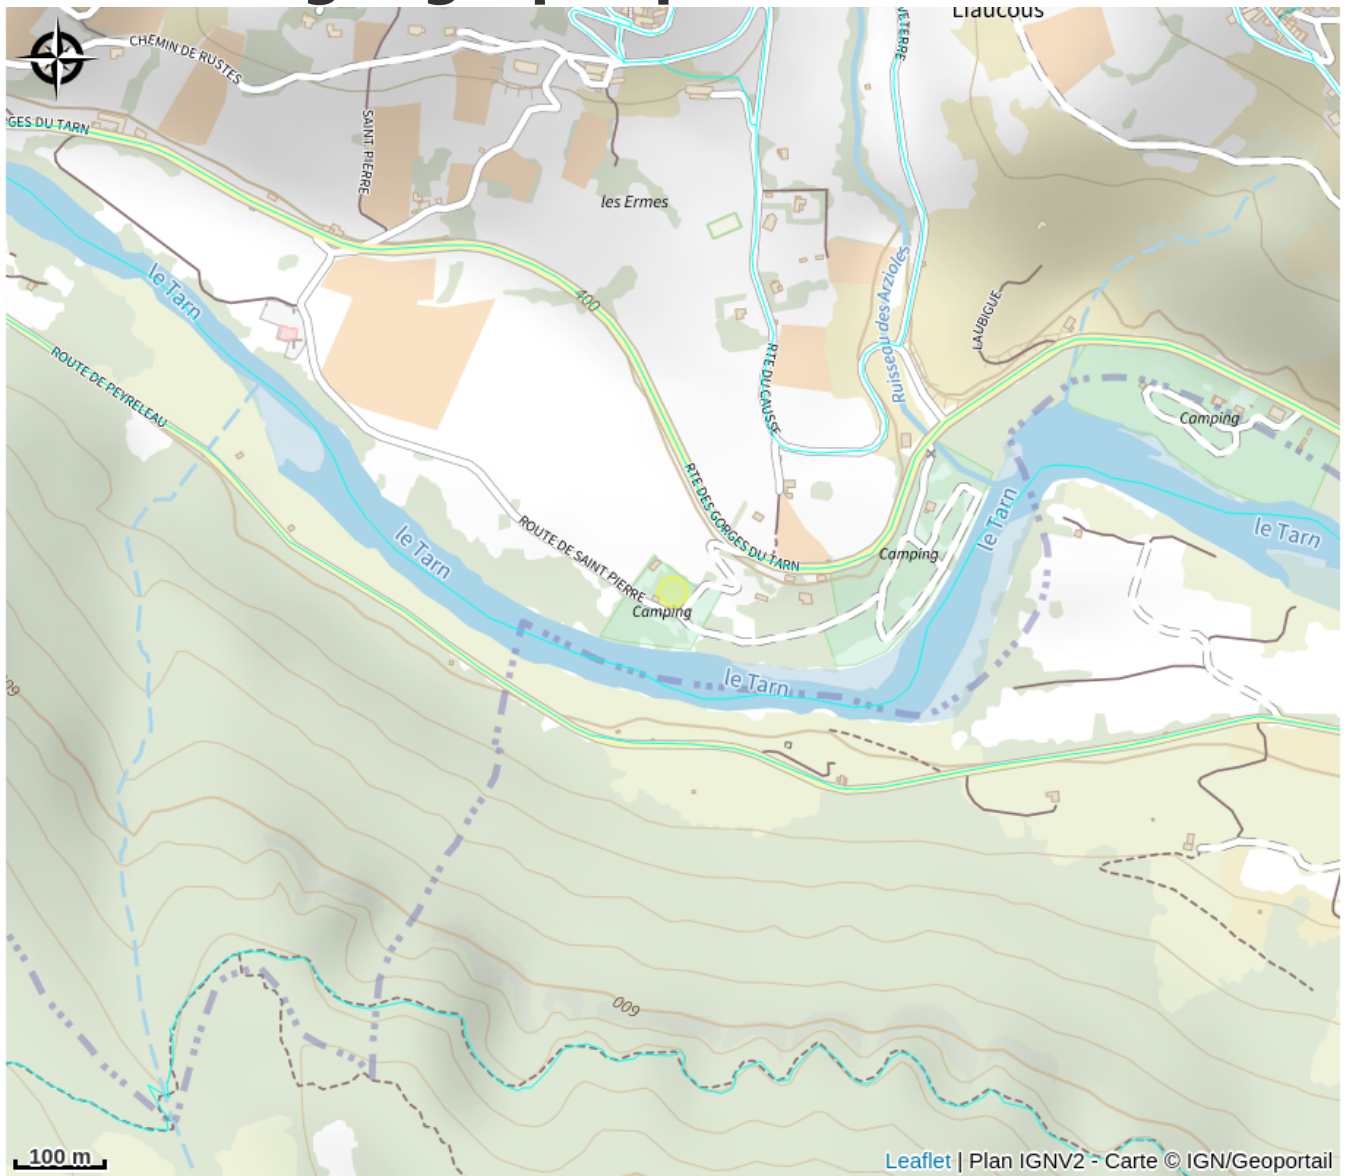 Liaucous
CHEMIN DE RUSTES
GES DU TARN
SAINT PIERRE
les Ermes
le Tarn
400
Ruisseau des Arzioles
LAUBIGUE
ROUTE DE PEYRELEAU
RTE DU CAUSSE
Camping
RTE DES GORGES DU TARN
le Tarn
ROUTE DE SAINT PIERRE
Camping
le Tarn
le Tarn
Camping
le Tarn
600
100 m
Leaflet | Plan IGNV2 - Carte © IGN/Geoportail